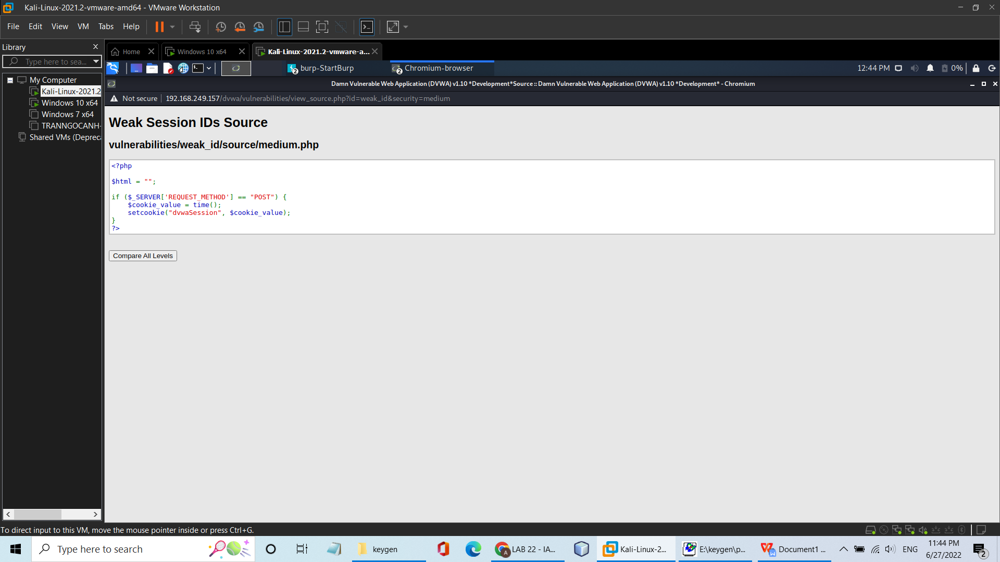 Kali-Linux-2021.2-vmware-amd64 - VMware Workstation
File Edit View VM Tabs Help
Library
Type here to sea...
Home
Windows 10 x64
Kali-Linux-2021.2-vmware-a...
burp-StartBurp
Chromium-browser
12:44 PM
0%
My Computer
Kali-Linux-2021.2
Windows 10 x64
Windows 7 x64
TRANNGOCANH-
Shared VMs (Depreca
Damn Vulnerable Web Application (DVWA) v1.10 *Development*Source :: Damn Vulnerable Web Application (DVWA) v1.10 *Development* - Chromium
Not secure
192.168.249.157/dvwa/vulnerabilities/view_source.php?id=weak_id&security=medium
Weak Session IDs Source
vulnerabilities/weak_id/source/medium.php
<?php
$html = "";
if ($_SERVER['REQUEST_METHOD'] == "POST") {
    $cookie_value = time();
    setcookie("dvwaSession", $cookie_value);
}
?>
Compare All Levels
To direct input to this VM, move the mouse pointer inside or press Ctrl+G.
Type here to search
keygen
LAB 22 - IA...
Kali-Linux-2...
E:\keygen\p...
Document1 ...
ENG
11:44 PM
6/27/2022
2